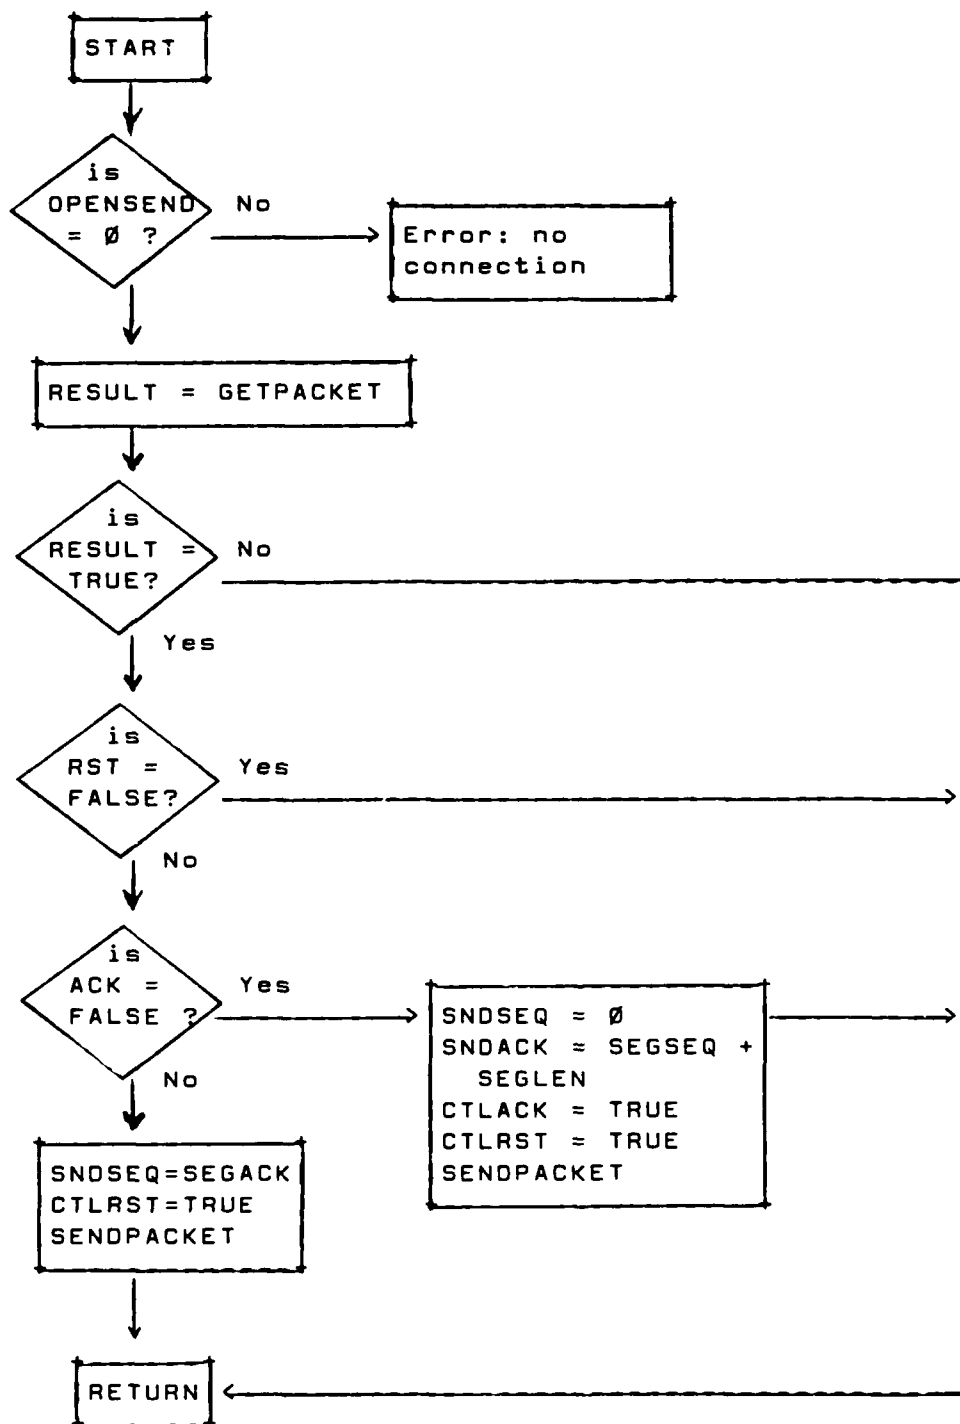 START
is
OPENSEND
= Ø ?
No
Error: no
connection
RESULT = GETPACKET
is
RESULT =
TRUE?
No
Yes
is
RST =
FALSE?
Yes
No
is
ACK =
FALSE ?
Yes
No
SNDSEQ = Ø
SNDACK = SEGSEQ +
SEGLEN
CTLACK = TRUE
CTLRST = TRUE
SENDPACKET
SNDSEQ=SEGACK
CTLRST=TRUE
SENDPACKET
RETURN